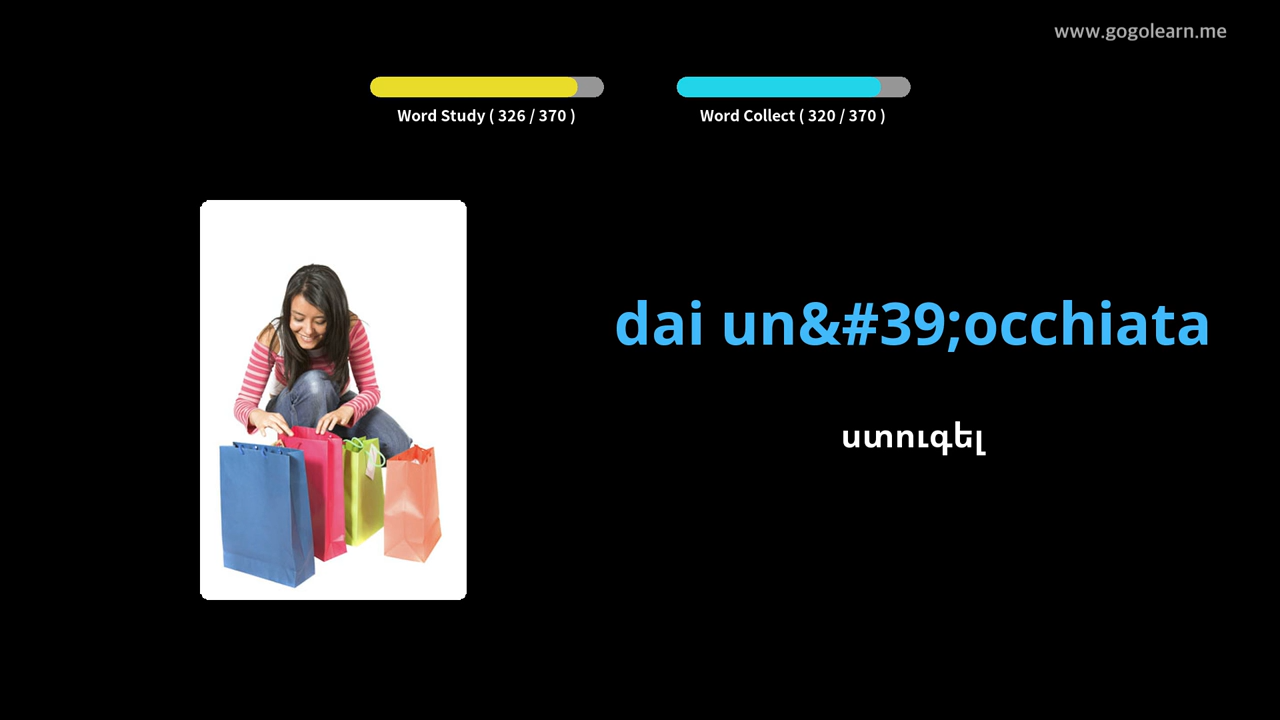 www.gogolearn.me
Word Study ( 326 / 370 )
Word Collect ( 320 / 370 )
dai un&#39;occhiata
ստուգել